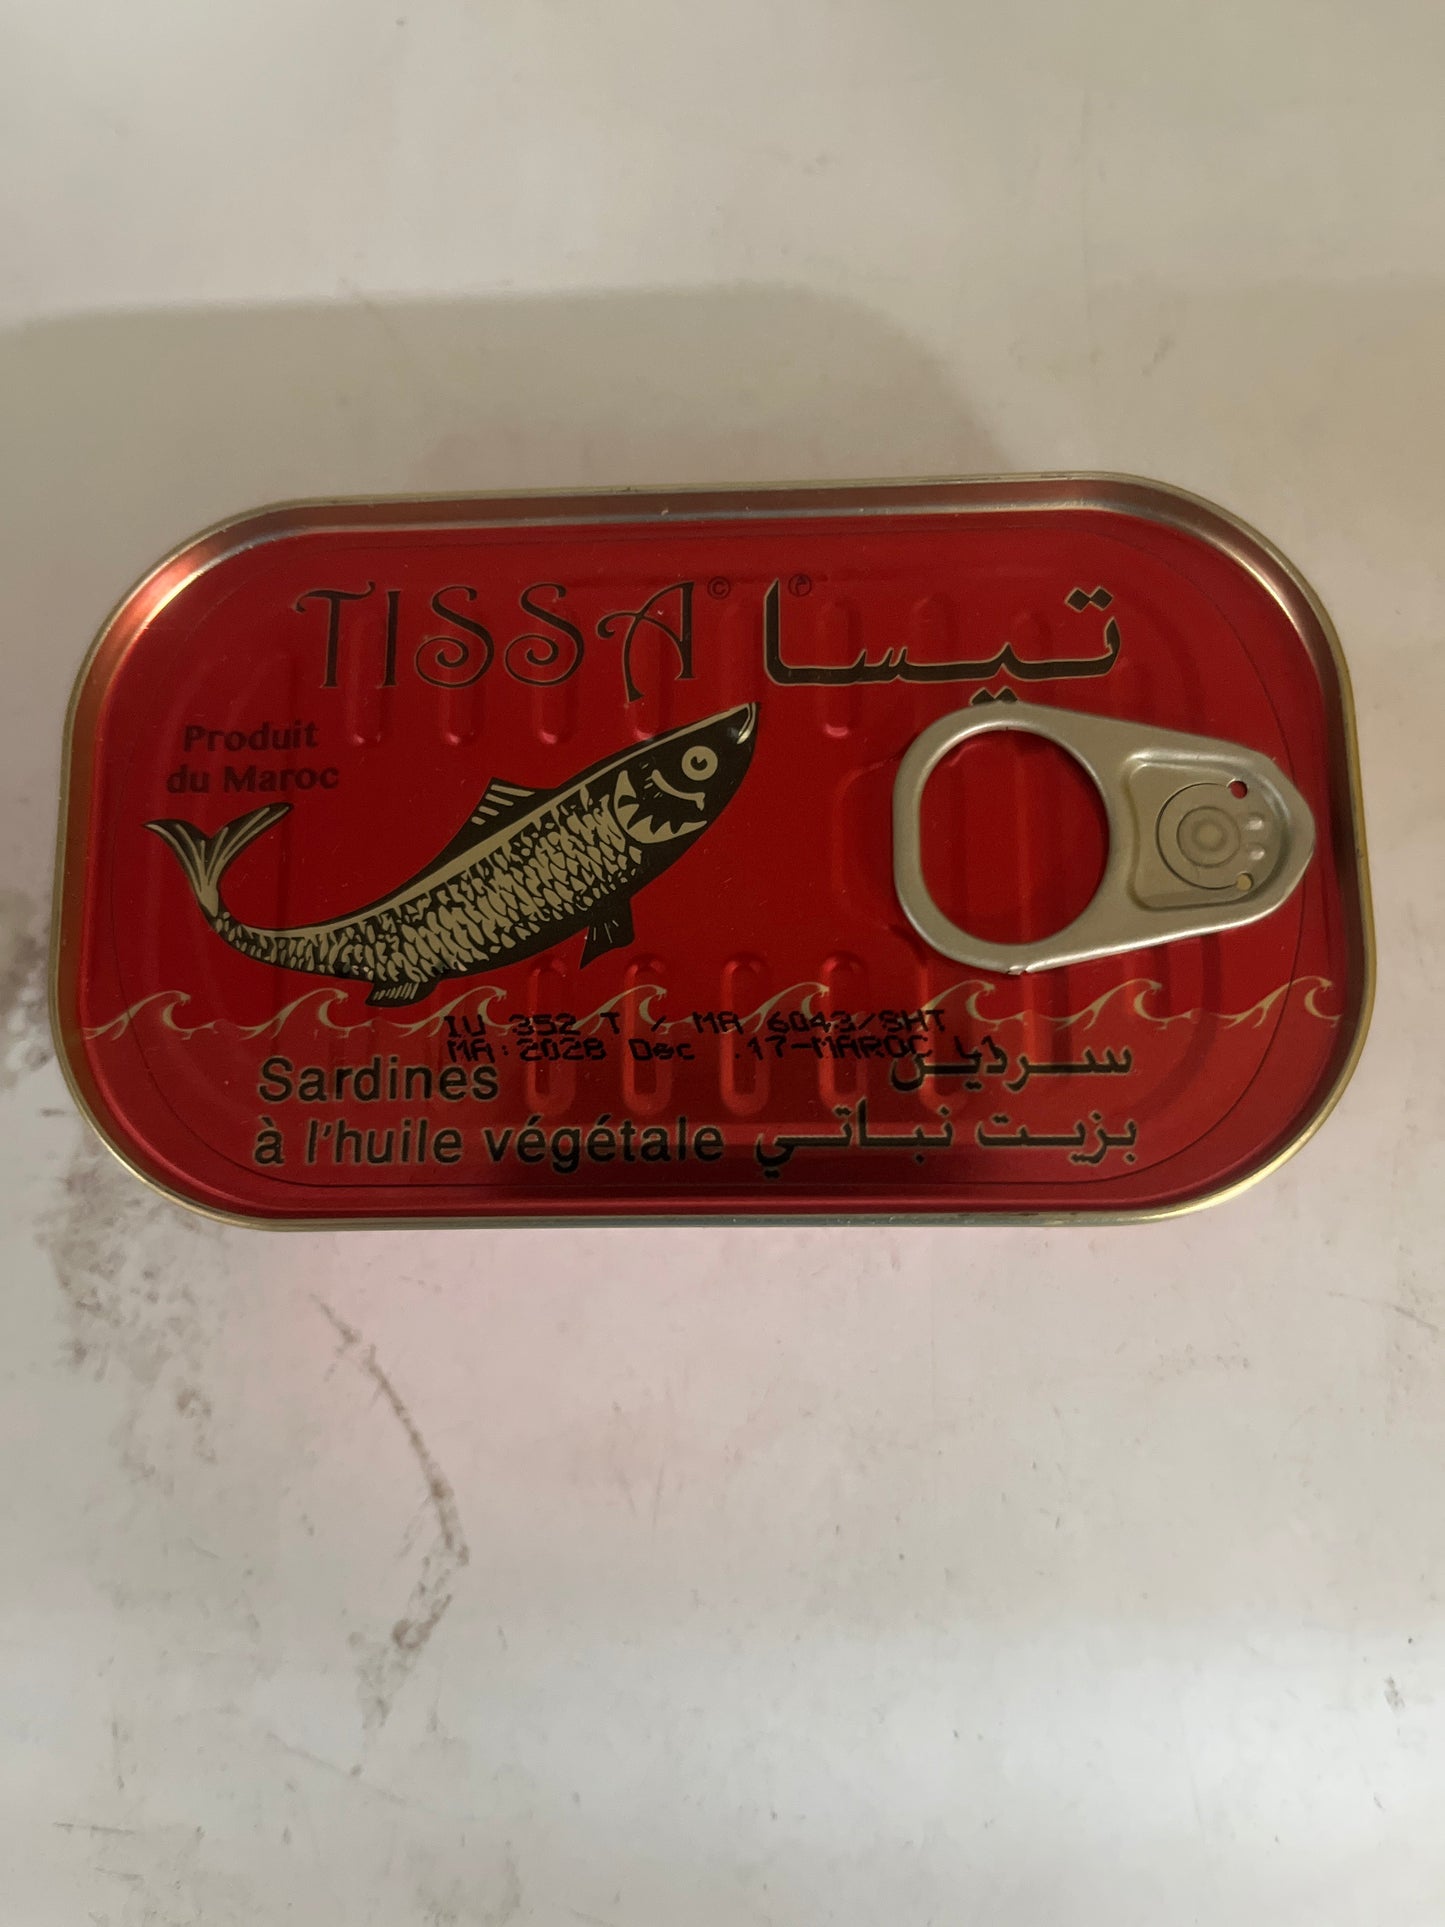 TISSA © تيسا
Produit
du Maroc
IU 352 T / MA 6043/SHT
MA: 2028 Dec .17-MAROC L1
Sardines سردين
à l'huile végétale بزيت نباتي